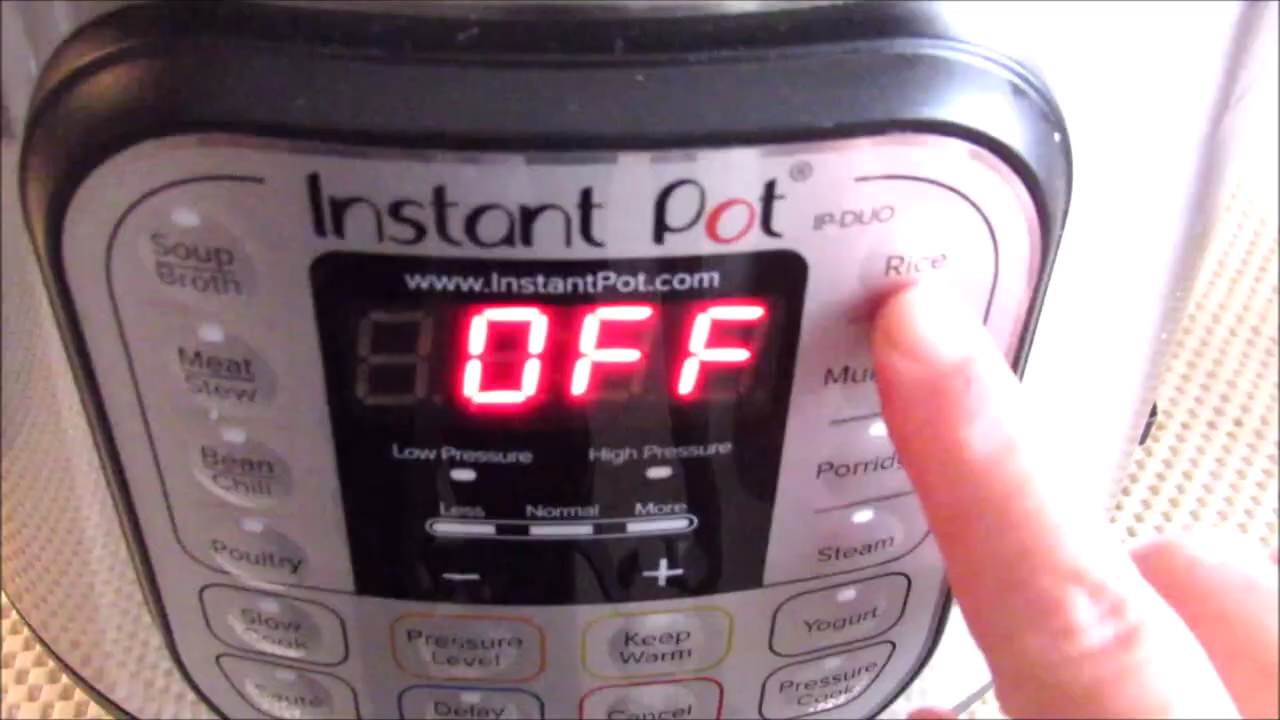 Instant Pot®
IP-DUO
www.InstantPot.com
OFF
Low Pressure
High Pressure
Less
Normal
More
−
+
Soup
Broth
Meat
Stew
Bean
Chili
Poultry
Slow
Cook
Sauté
Pressure
Level
Delay
Keep
Warm
Cancel
Rice
Steam
Yogurt
Pressure
Cook